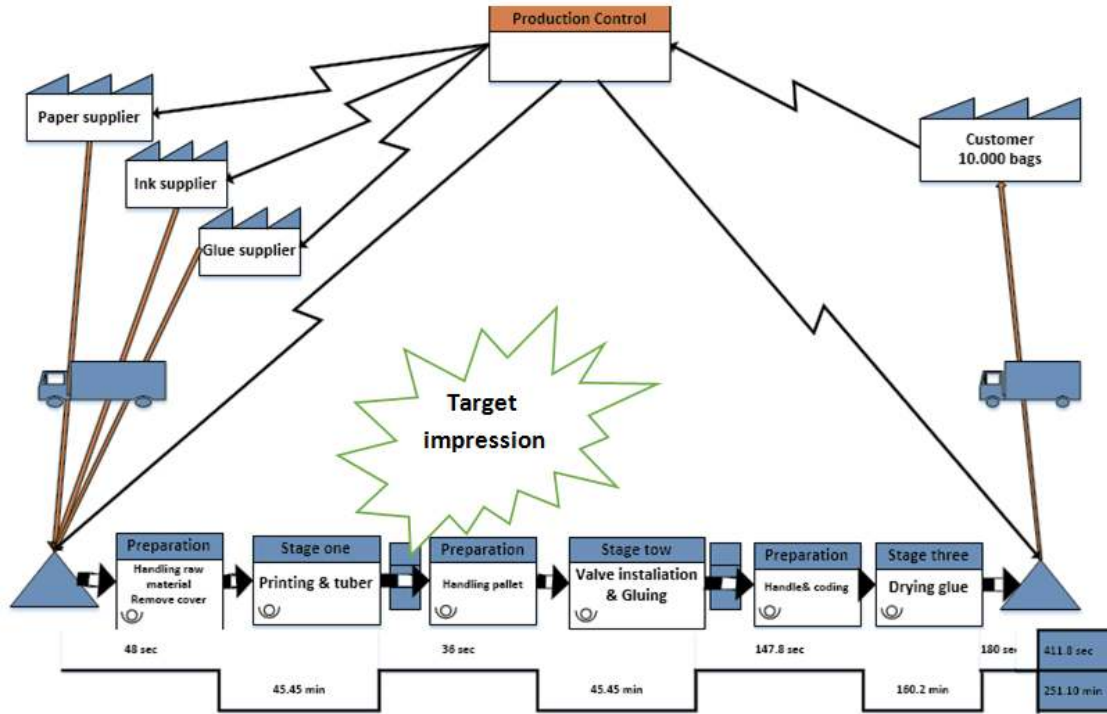 Production Control
Paper supplier
Ink supplier
Glue supplier
Customer
10.000 bags
Target
impression
Preparation
Handling raw
material
Remove cover
Stage one
Printing & tuber
Preparation
Handling pallet
Stage tow
Valve instaliation
& Gluing
Preparation
Handle& coding
Stage three
Drying glue
48 sec
36 sec
147.8 sec
180 sec
411.8 sec
45.45 min
45.45 min
160.2 min
251.10 min